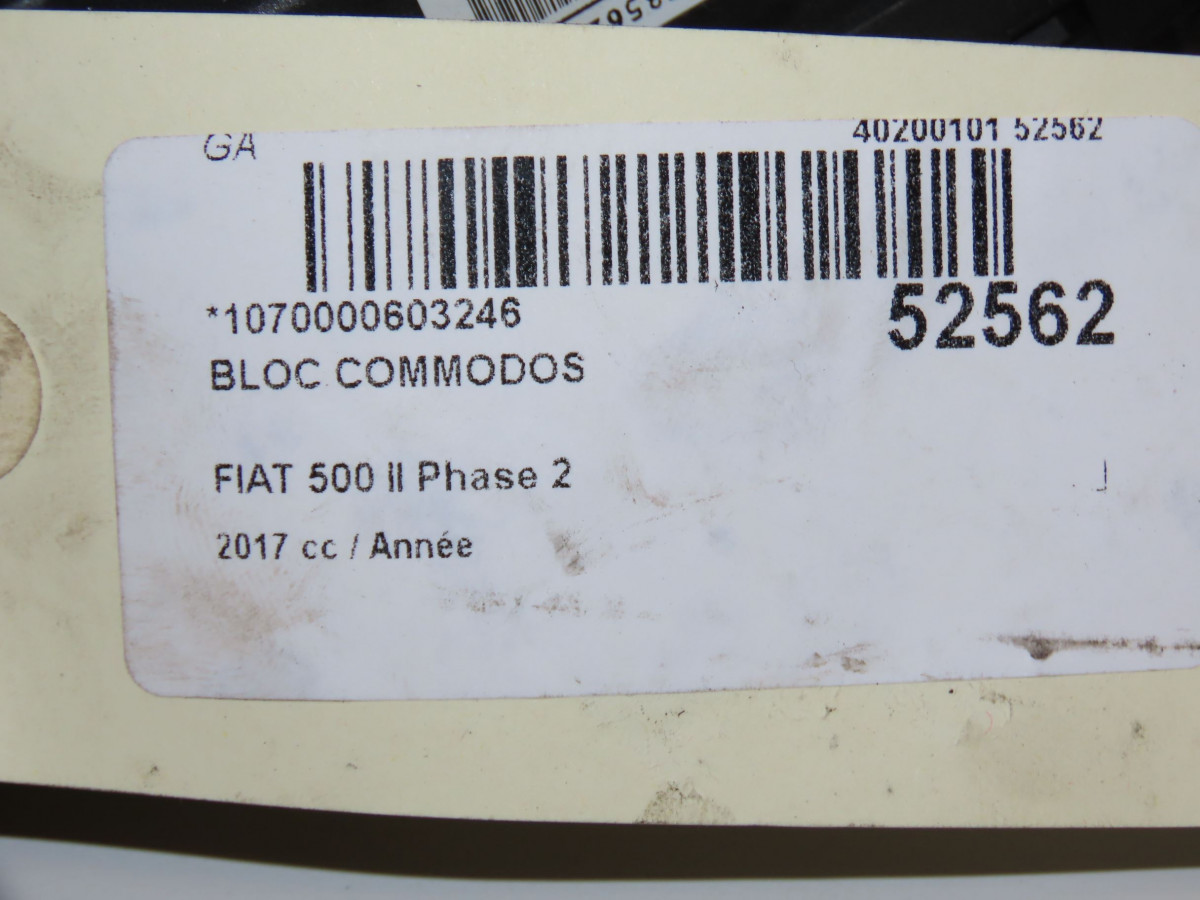 GA
40200101 52562
*1070000603246
52562
BLOC COMMODOS
FIAT 500 II Phase 2
2017 cc / Année